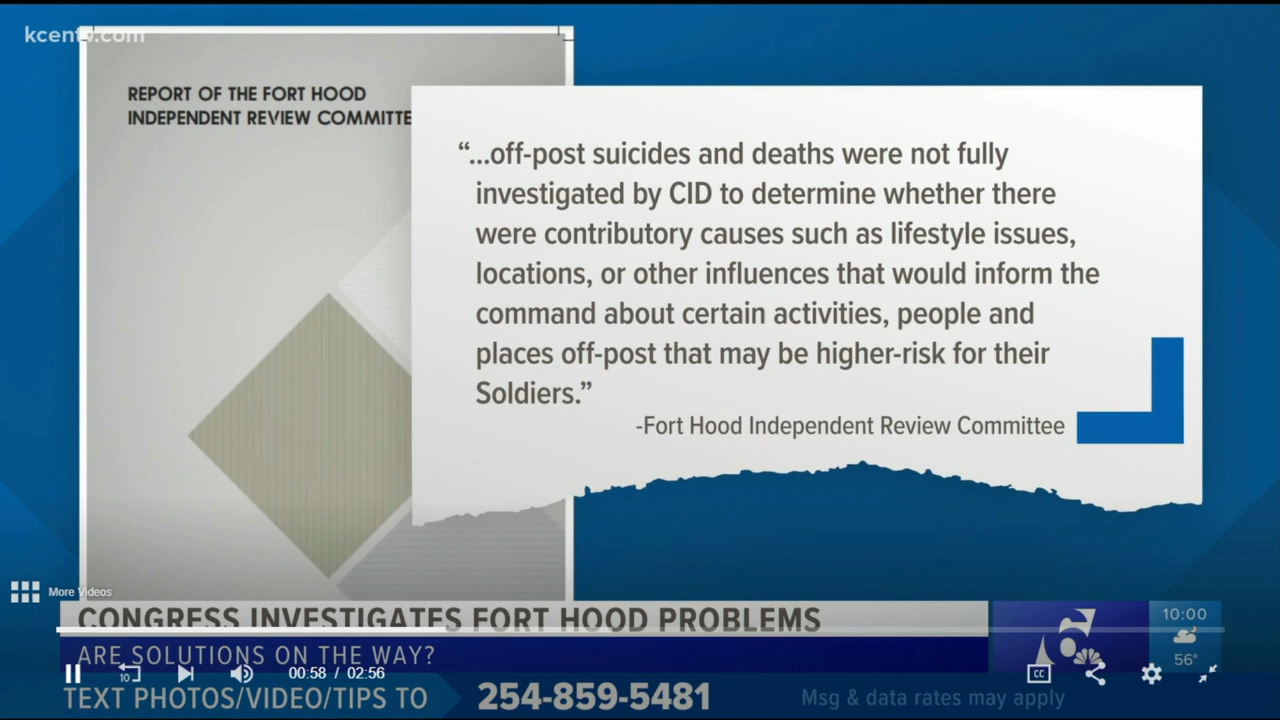 kcentv.com
REPORT OF THE FORT HOOD
INDEPENDENT REVIEW COMMITTE
“...off-post suicides and deaths were not fully
investigated by CID to determine whether there
were contributory causes such as lifestyle issues,
locations, or other influences that would inform the
command about certain activities, people and
places off-post that may be higher-risk for their
Soldiers.”
-Fort Hood Independent Review Committee
More Videos
CONGRESS INVESTIGATES FORT HOOD PROBLEMS
10:00
ARE SOLUTIONS ON THE WAY?
56°
10
00:58 / 02:56
CC
TEXT PHOTOS/VIDEO/TIPS TO
254-859-5481
Msg & data rates may apply